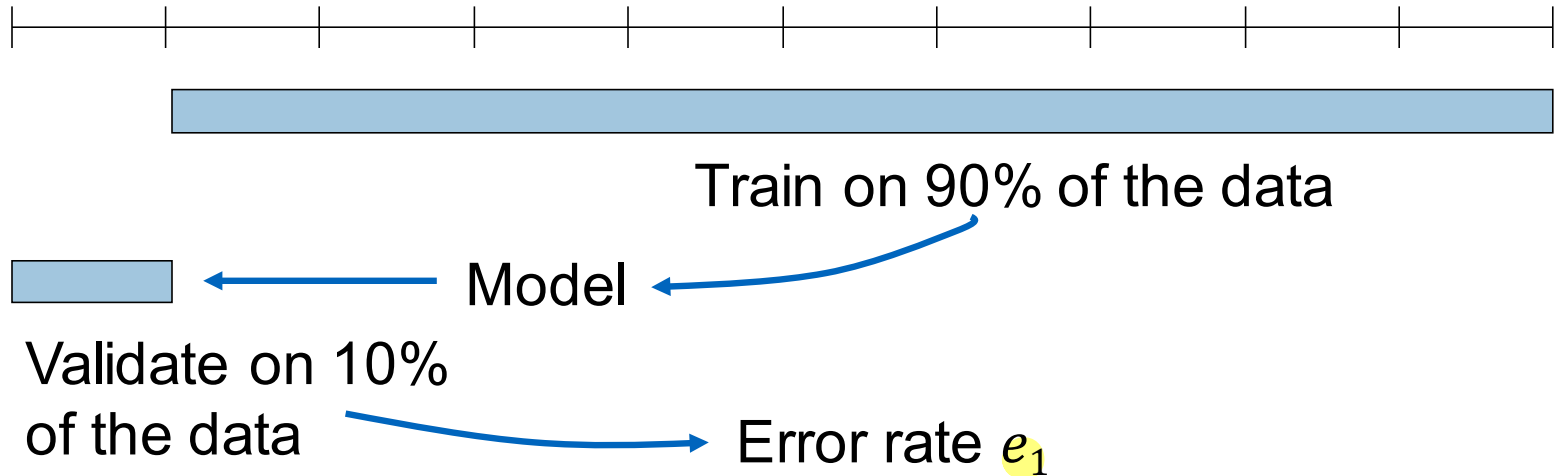 Train on 90% of the data
Model
Validate on 10%
of the data
Error rate e₁